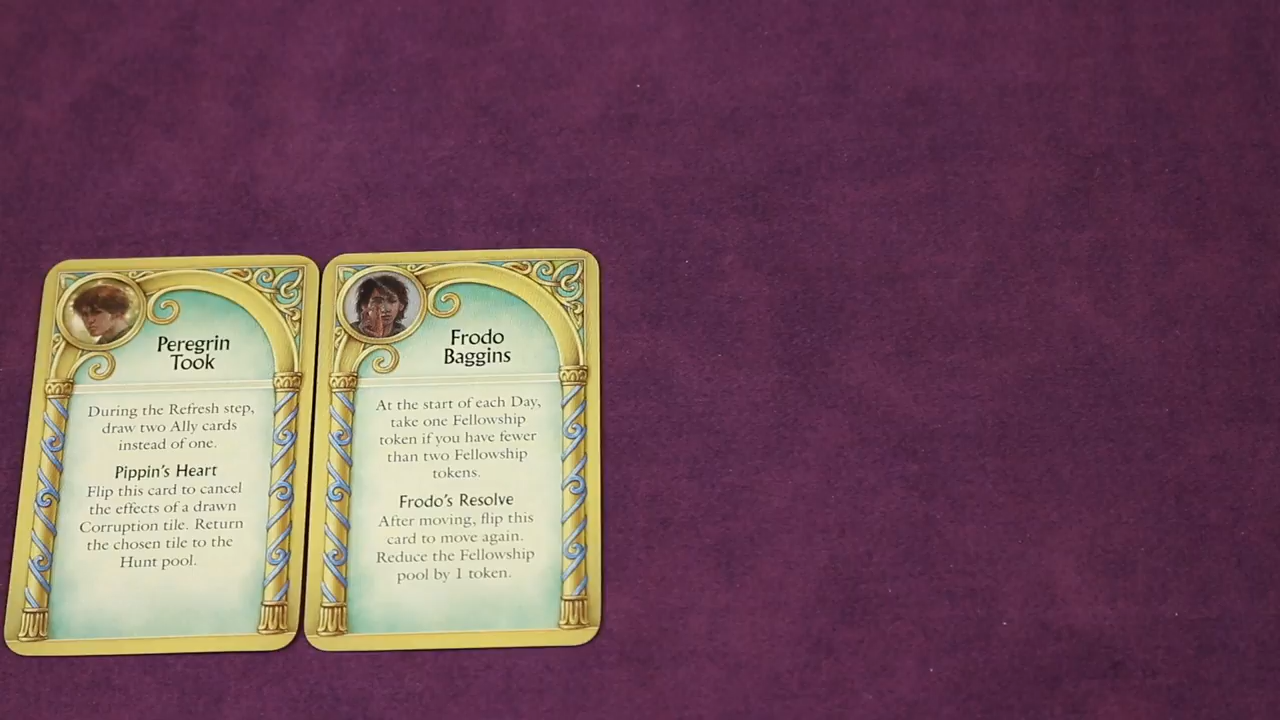 Peregrin
Took
During the Refresh step,
draw two Ally cards
instead of one.
Pippin's Heart
Flip this card to cancel
the effects of a drawn
Corruption tile. Return
the chosen tile to the
Hunt pool.
Frodo
Baggins
At the start of each Day,
take one Fellowship
token if you have fewer
than two Fellowship
tokens.
Frodo's Resolve
After moving, flip this
card to move again.
Reduce the Fellowship
pool by 1 token.